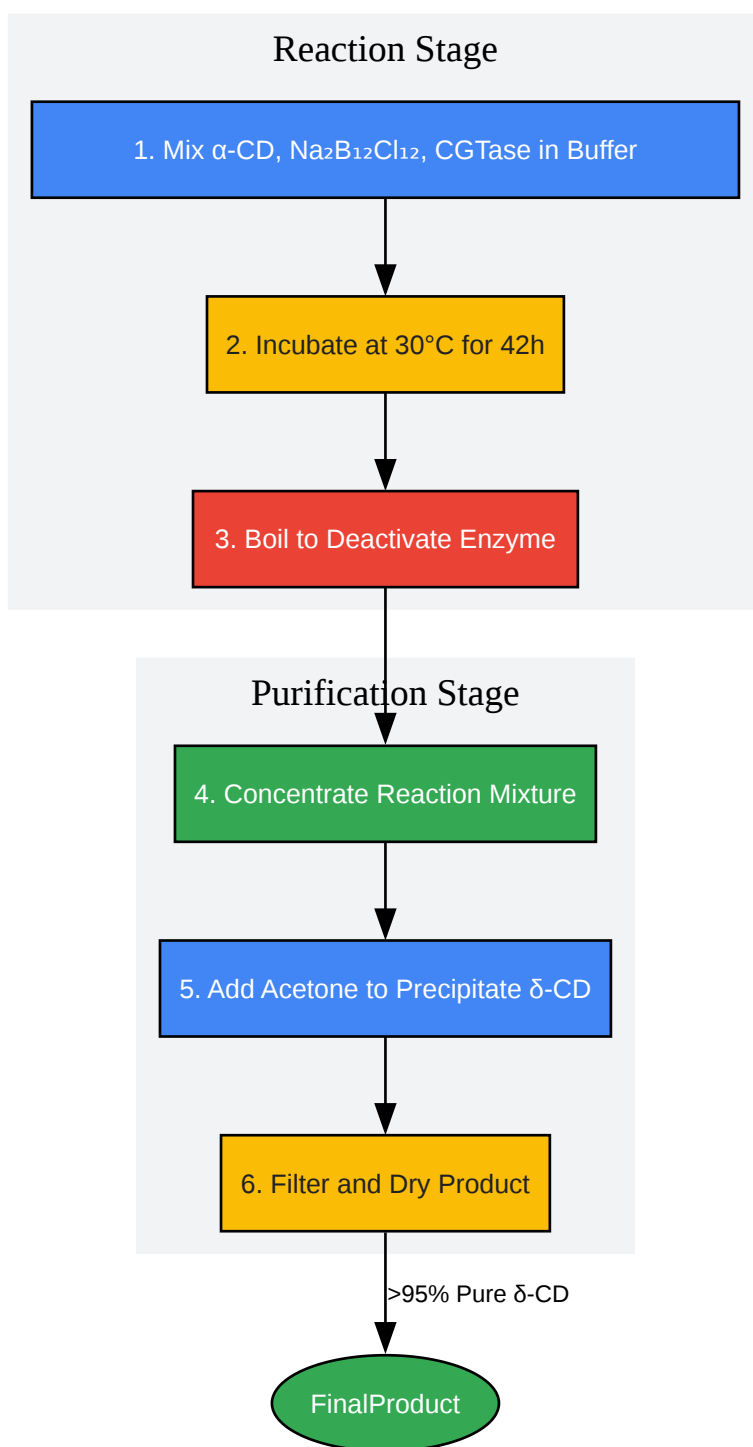 Reaction Stage
1. Mix α-CD, Na₂B₁₂Cl₁₂, CGTase in Buffer
2. Incubate at 30°C for 42h
3. Boil to Deactivate Enzyme
Purification Stage
4. Concentrate Reaction Mixture
5. Add Acetone to Precipitate δ-CD
6. Filter and Dry Product
>95% Pure δ-CD
FinalProduct